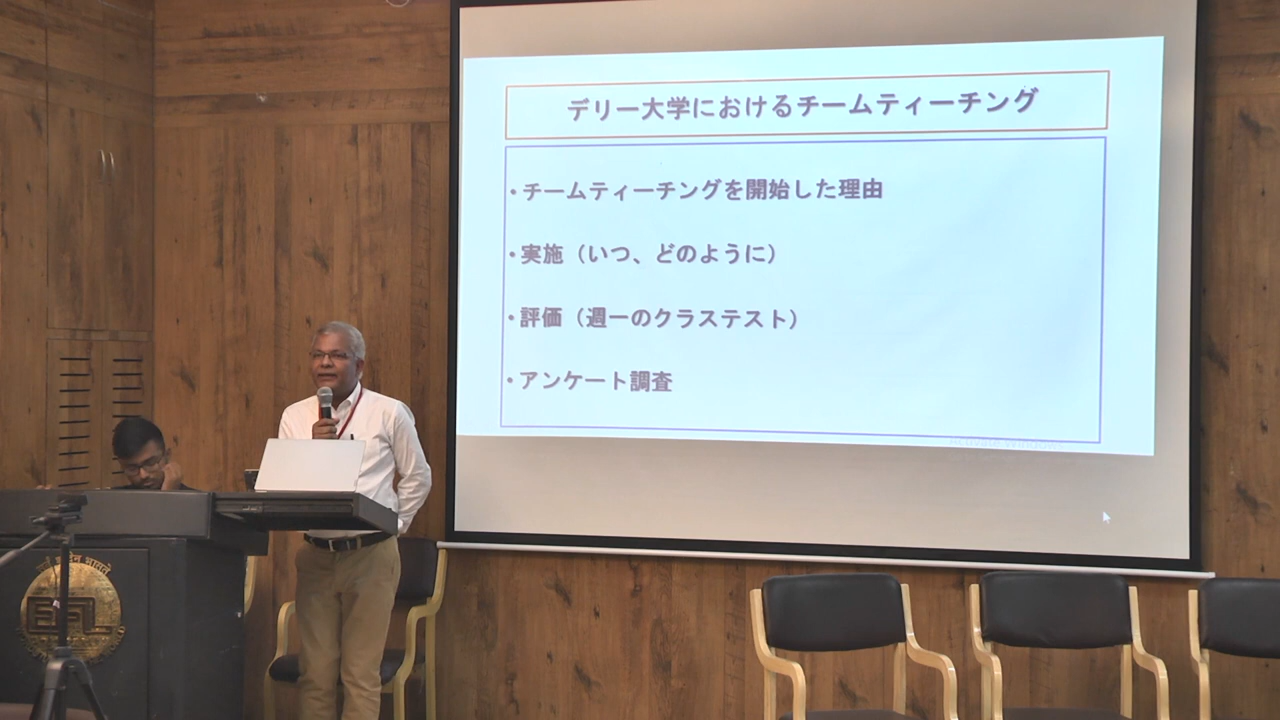 デリー大学におけるチームティーチング
・チームティーチングを開始した理由
・実施（いつ、どのように）
・評価（週一のクラステスト）
・アンケート調査
Activate Windows
EFL